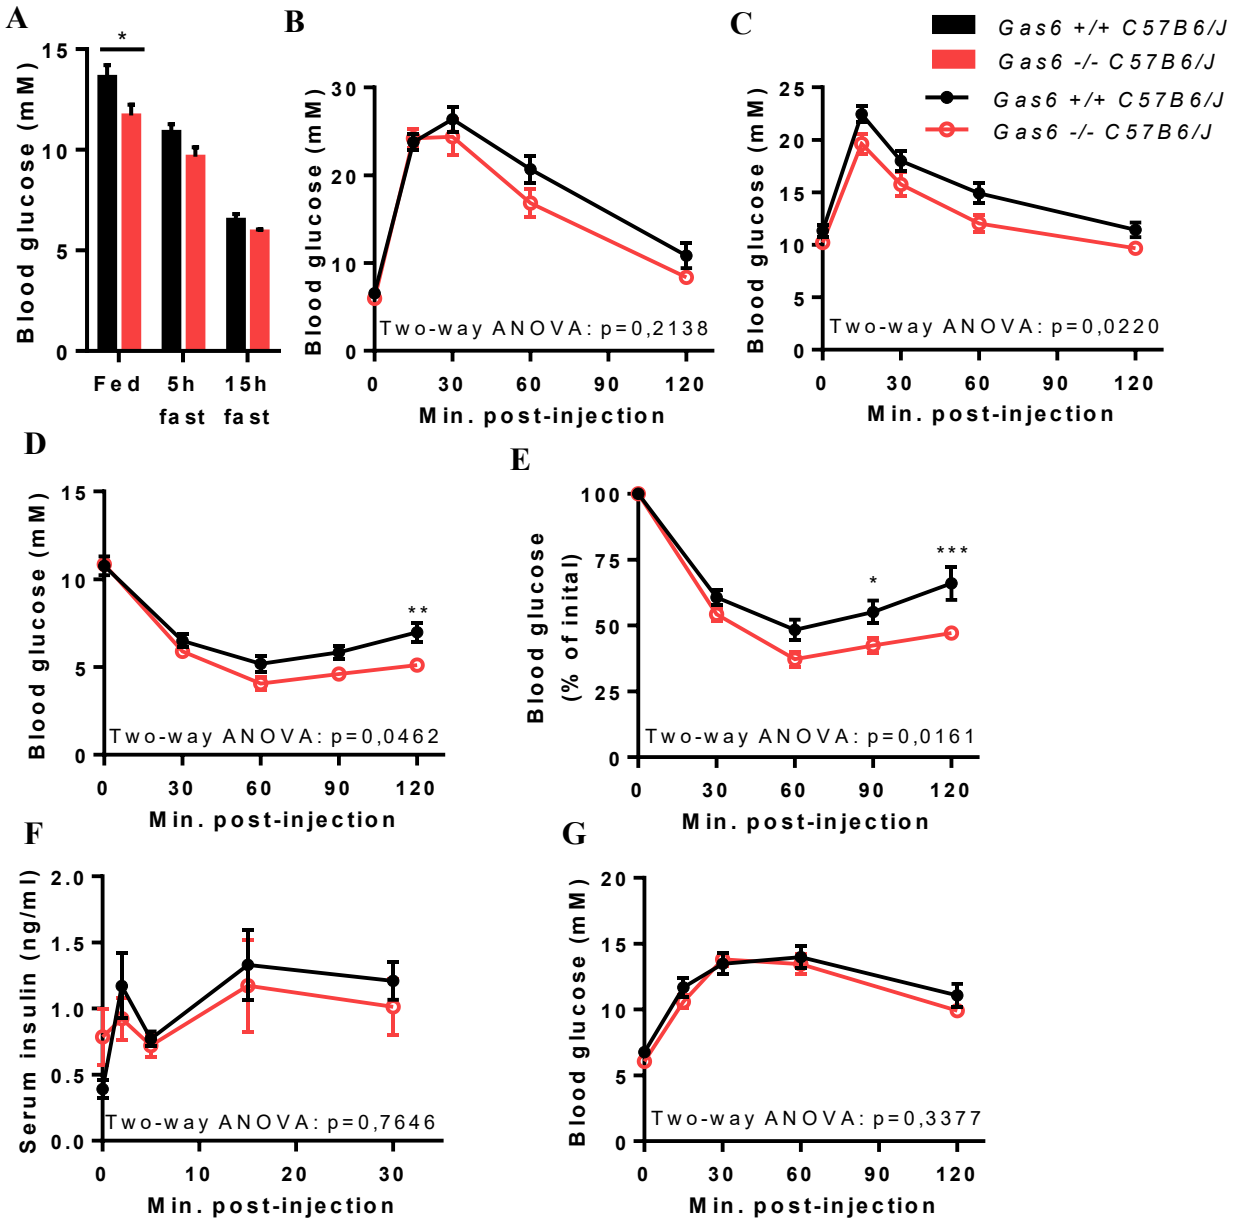 A
B
C
Gas6 +/+ C57B6/J
Gas6 -/- C57B6/J
Gas6 +/+ C57B6/J
Gas6 -/- C57B6/J
*
15
10
5
0
Blood glucose (mM)
Fed
5h
fast
15h
fast
30
20
10
0
Blood glucose (mM)
Two-way ANOVA: p=0,2138
0 30 60 90 120
Min. post-injection
25
20
15
10
5
0
Blood glucose (mM)
Two-way ANOVA: p=0,0220
0 30 60 90 120
Min. post-injection
D
15
10
5
0
Blood glucose (mM)
**
Two-way ANOVA: p=0,0462
0 30 60 90 120
Min. post-injection
E
100
75
50
25
0
Blood glucose
(% of inital)
*
***
Two-way ANOVA: p=0,0161
0 30 60 90 120
Min. post-injection
F
2.0
1.5
1.0
0.5
0.0
Serum insulin (ng/ml)
Two-way ANOVA: p=0,7646
0 10 20 30
Min. post-injection
G
20
15
10
5
0
Blood glucose (mM)
Two-way ANOVA: p=0,3377
0 30 60 90 120
Min. post-injection